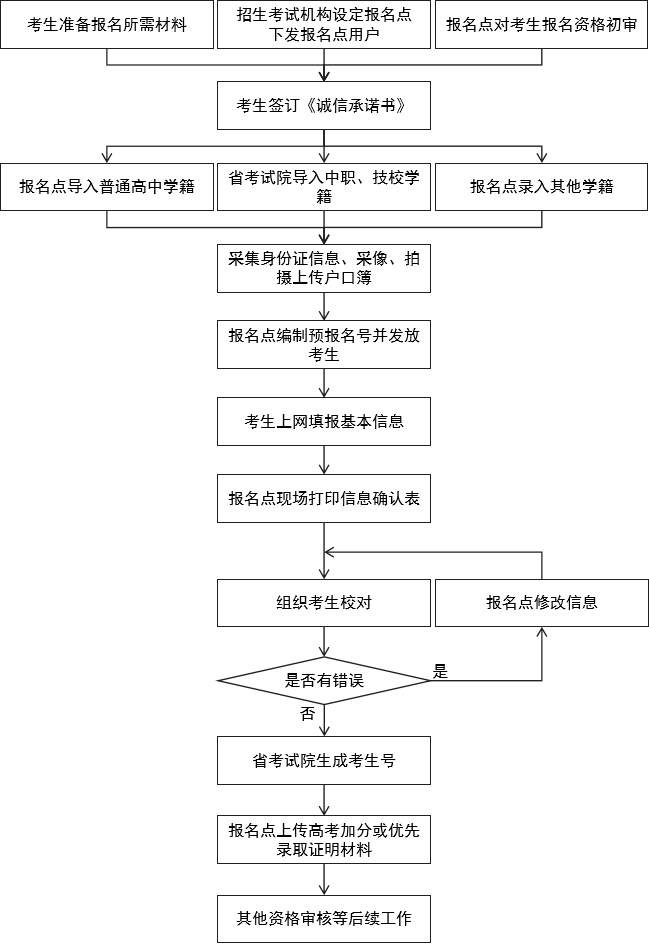 考生准备报名所需材料
招生考试机构设定报名点
下发报名点用户
报名点对考生报名资格初审
考生签订《诚信承诺书》
报名点导入普通高中学籍
省考试院导入中职、技校学
籍
报名点录入其他学籍
采集身份证信息、采像、拍
摄上传户口簿
报名点编制预报名号并发放
考生
考生上网填报基本信息
报名点现场打印信息确认表
组织考生校对
报名点修改信息
是否有错误
是
否
省考试院生成考生号
报名点上传高考加分或优先
录取证明材料
其他资格审核等后续工作